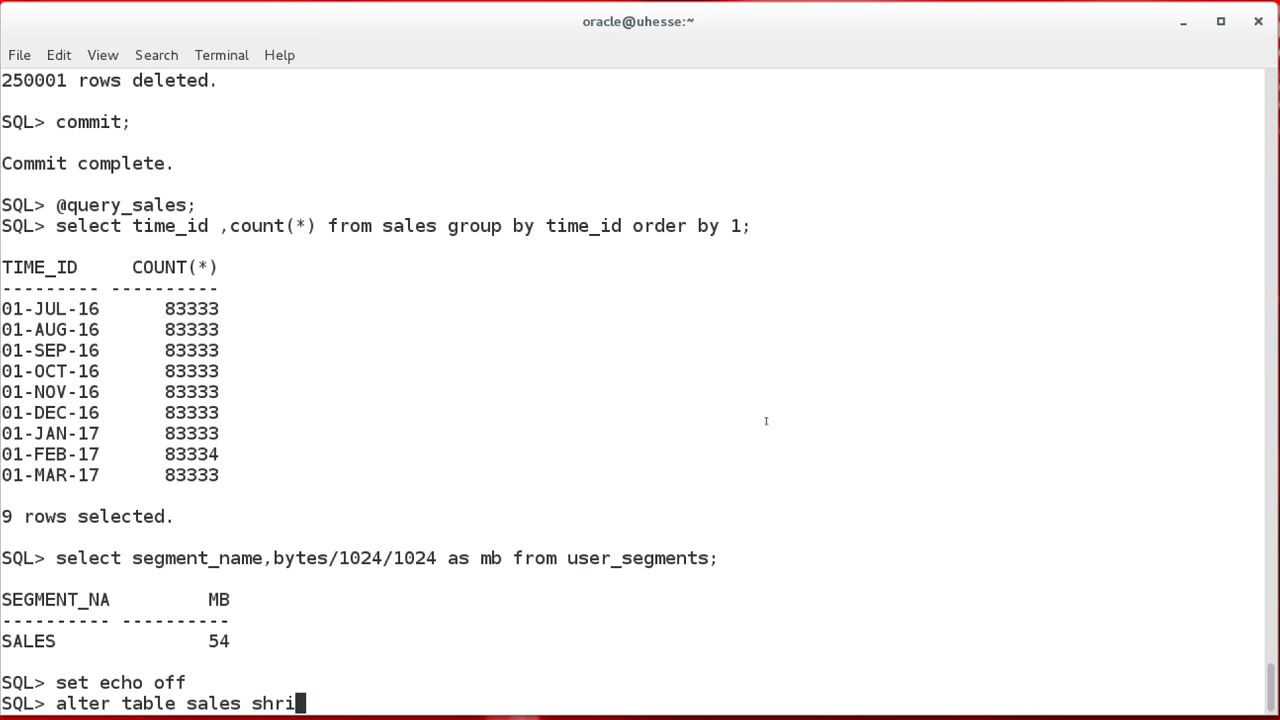 oracle@uhesse:~
File Edit View Search Terminal Help
250001 rows deleted.
SQL> commit;
Commit complete.
SQL> @query_sales;
SQL> select time_id ,count(*) from sales group by time_id order by 1;
TIME_ID     COUNT(*)
--------- ----------
01-JUL-16      83333
01-AUG-16      83333
01-SEP-16      83333
01-OCT-16      83333
01-NOV-16      83333
01-DEC-16      83333
01-JAN-17      83333
01-FEB-17      83334
01-MAR-17      83333
9 rows selected.
SQL> select segment_name,bytes/1024/1024 as mb from user_segments;
SEGMENT_NA         MB
---------- ----------
SALES              54
SQL> set echo off
SQL> alter table sales shri